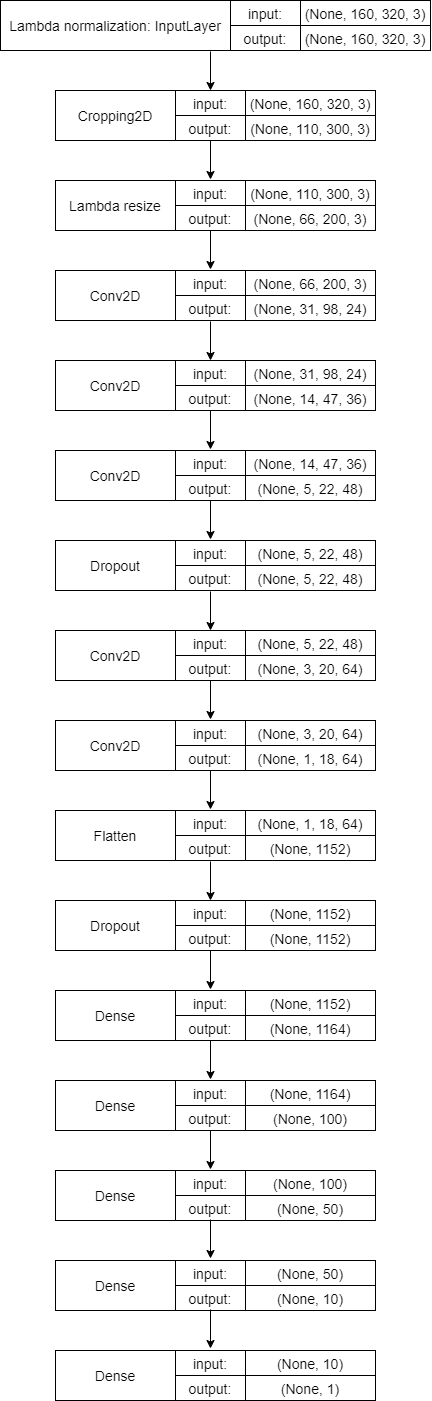 Lambda normalization: InputLayer
input: (None, 160, 320, 3)
output: (None, 160, 320, 3)
Cropping2D
input: (None, 160, 320, 3)
output: (None, 110, 300, 3)
Lambda resize
input: (None, 110, 300, 3)
output: (None, 66, 200, 3)
Conv2D
input: (None, 66, 200, 3)
output: (None, 31, 98, 24)
Conv2D
input: (None, 31, 98, 24)
output: (None, 14, 47, 36)
Conv2D
input: (None, 14, 47, 36)
output: (None, 5, 22, 48)
Dropout
input: (None, 5, 22, 48)
output: (None, 5, 22, 48)
Conv2D
input: (None, 5, 22, 48)
output: (None, 3, 20, 64)
Conv2D
input: (None, 3, 20, 64)
output: (None, 1, 18, 64)
Flatten
input: (None, 1, 18, 64)
output: (None, 1152)
Dropout
input: (None, 1152)
output: (None, 1152)
Dense
input: (None, 1152)
output: (None, 1164)
Dense
input: (None, 1164)
output: (None, 100)
Dense
input: (None, 100)
output: (None, 50)
Dense
input: (None, 50)
output: (None, 10)
Dense
input: (None, 10)
output: (None, 1)